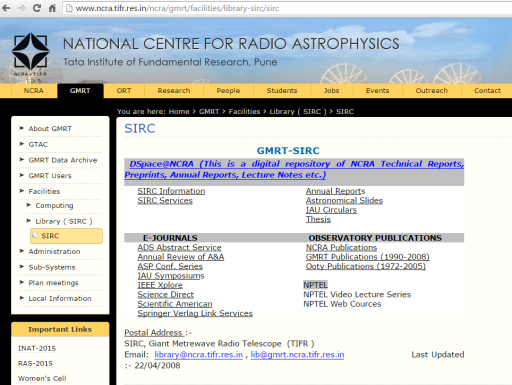 www.ncra.tifr.res.in/ncra/gmrt/facilities/library-sirc/sirc
NATIONAL CENTRE FOR RADIO ASTROPHYSICS
Tata Institute of Fundamental Research, Pune
NCRA • TIFR
NCRA GMRT ORT Research People Students Jobs Events Outreach Contact
You are here: Home › GMRT › Facilities › Library ( SIRC ) › SIRC
About GMRT
GTAC
GMRT Data Archive
GMRT Users
Facilities
Computing
Library ( SIRC )
SIRC
Administration
Sub-Systems
Plan meetings
Local Information
Important Links
INAT-2015
RAS-2015
Women's Cell
SIRC
GMRT-SIRC
DSpace@NCRA (This is a digital repository of NCRA Technical Reports,
Preprints, Annual Reports, Lecture Notes etc.)
SIRC Information Annual Reports
SIRC Services Astronomical Slides
IAU Circulars
Thesis
E-JOURNALS OBSERVATORY PUBLICATIONS
ADS Abstract Service NCRA Publications
Annual Review of A&A GMRT Publications (1990-2008)
ASP Conf. Series Ooty Publications (1972-2005)
IAU Symposiums
IEEE Xplore NPTEL
Science Direct NPTEL Video Lecture Series
Scientific American NPTEL Web Cources
Springer Verlag Link Services
Postal Address :-
SIRC, Giant Metrewave Radio Telescope (TIFR )
Email: library@ncra.tifr.res.in , lib@gmrt.ncra.tifr.res.in Last Updated
:- 22/04/2008